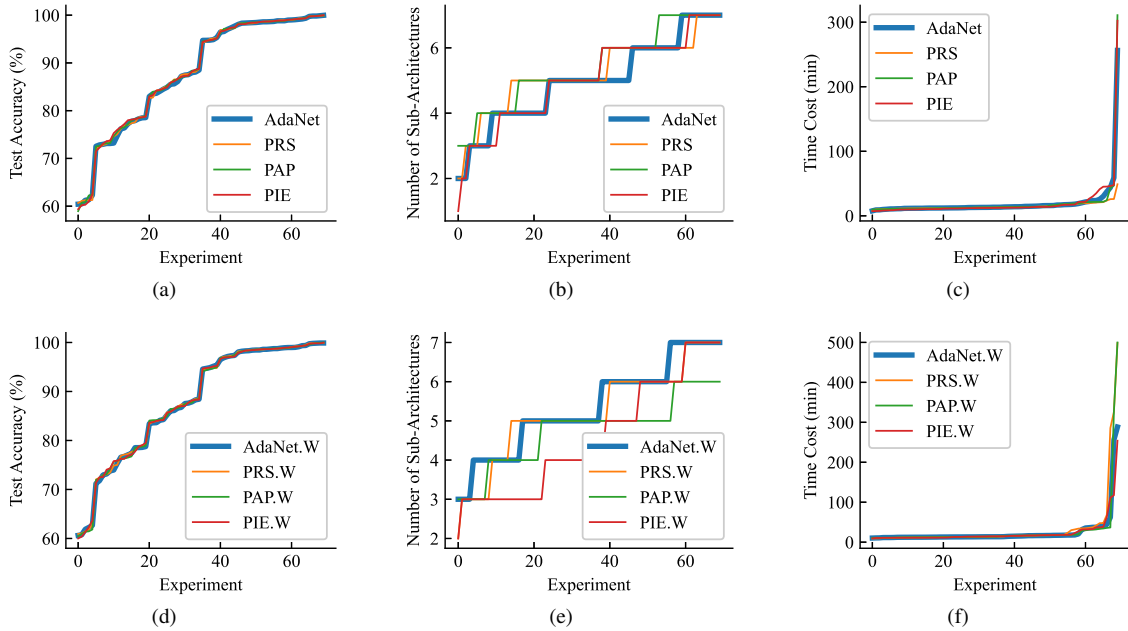 100
90
80
70
60
Test Accuracy (%)
AdaNet
PRS
PAP
PIE
0 20 40 60
Experiment
(a)
6
4
2
Number of Sub-Architectures
AdaNet
PRS
PAP
PIE
0 20 40 60
Experiment
(b)
300
200
100
0
Time Cost (min)
AdaNet
PRS
PAP
PIE
0 20 40 60
Experiment
(c)
100
90
80
70
60
Test Accuracy (%)
AdaNet.W
PRS.W
PAP.W
PIE.W
0 20 40 60
Experiment
(d)
7
6
5
4
3
2
Number of Sub-Architectures
AdaNet.W
PRS.W
PAP.W
PIE.W
0 20 40 60
Experiment
(e)
500
400
300
200
100
0
Time Cost (min)
AdaNet.W
PRS.W
PAP.W
PIE.W
0 20 40 60
Experiment
(f)